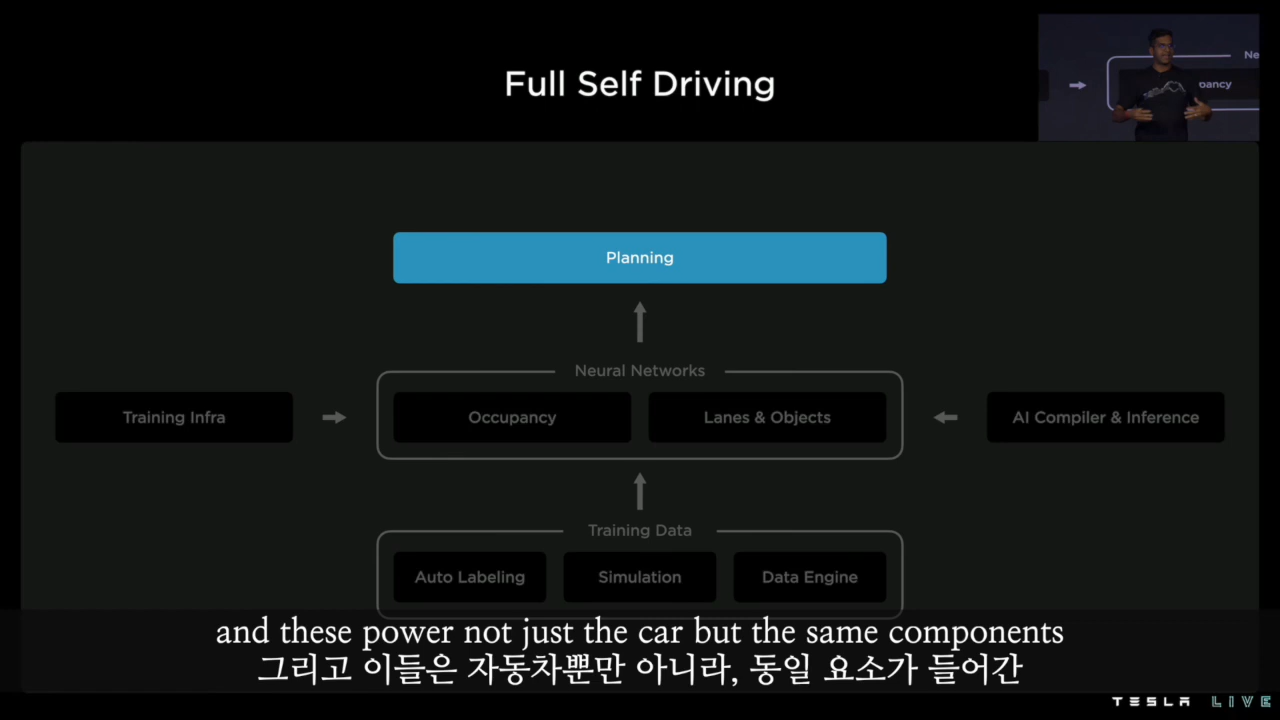 Full Self Driving
Ne
pancy
Planning
Neural Networks
Training Infra
Occupancy
Lanes & Objects
AI Compiler & Inference
Training Data
Auto Labeling
Simulation
Data Engine
and these power not just the car but the same components
그리고 이들은 자동차뿐만 아니라, 동일 요소가 들어간
TESLA LIVE